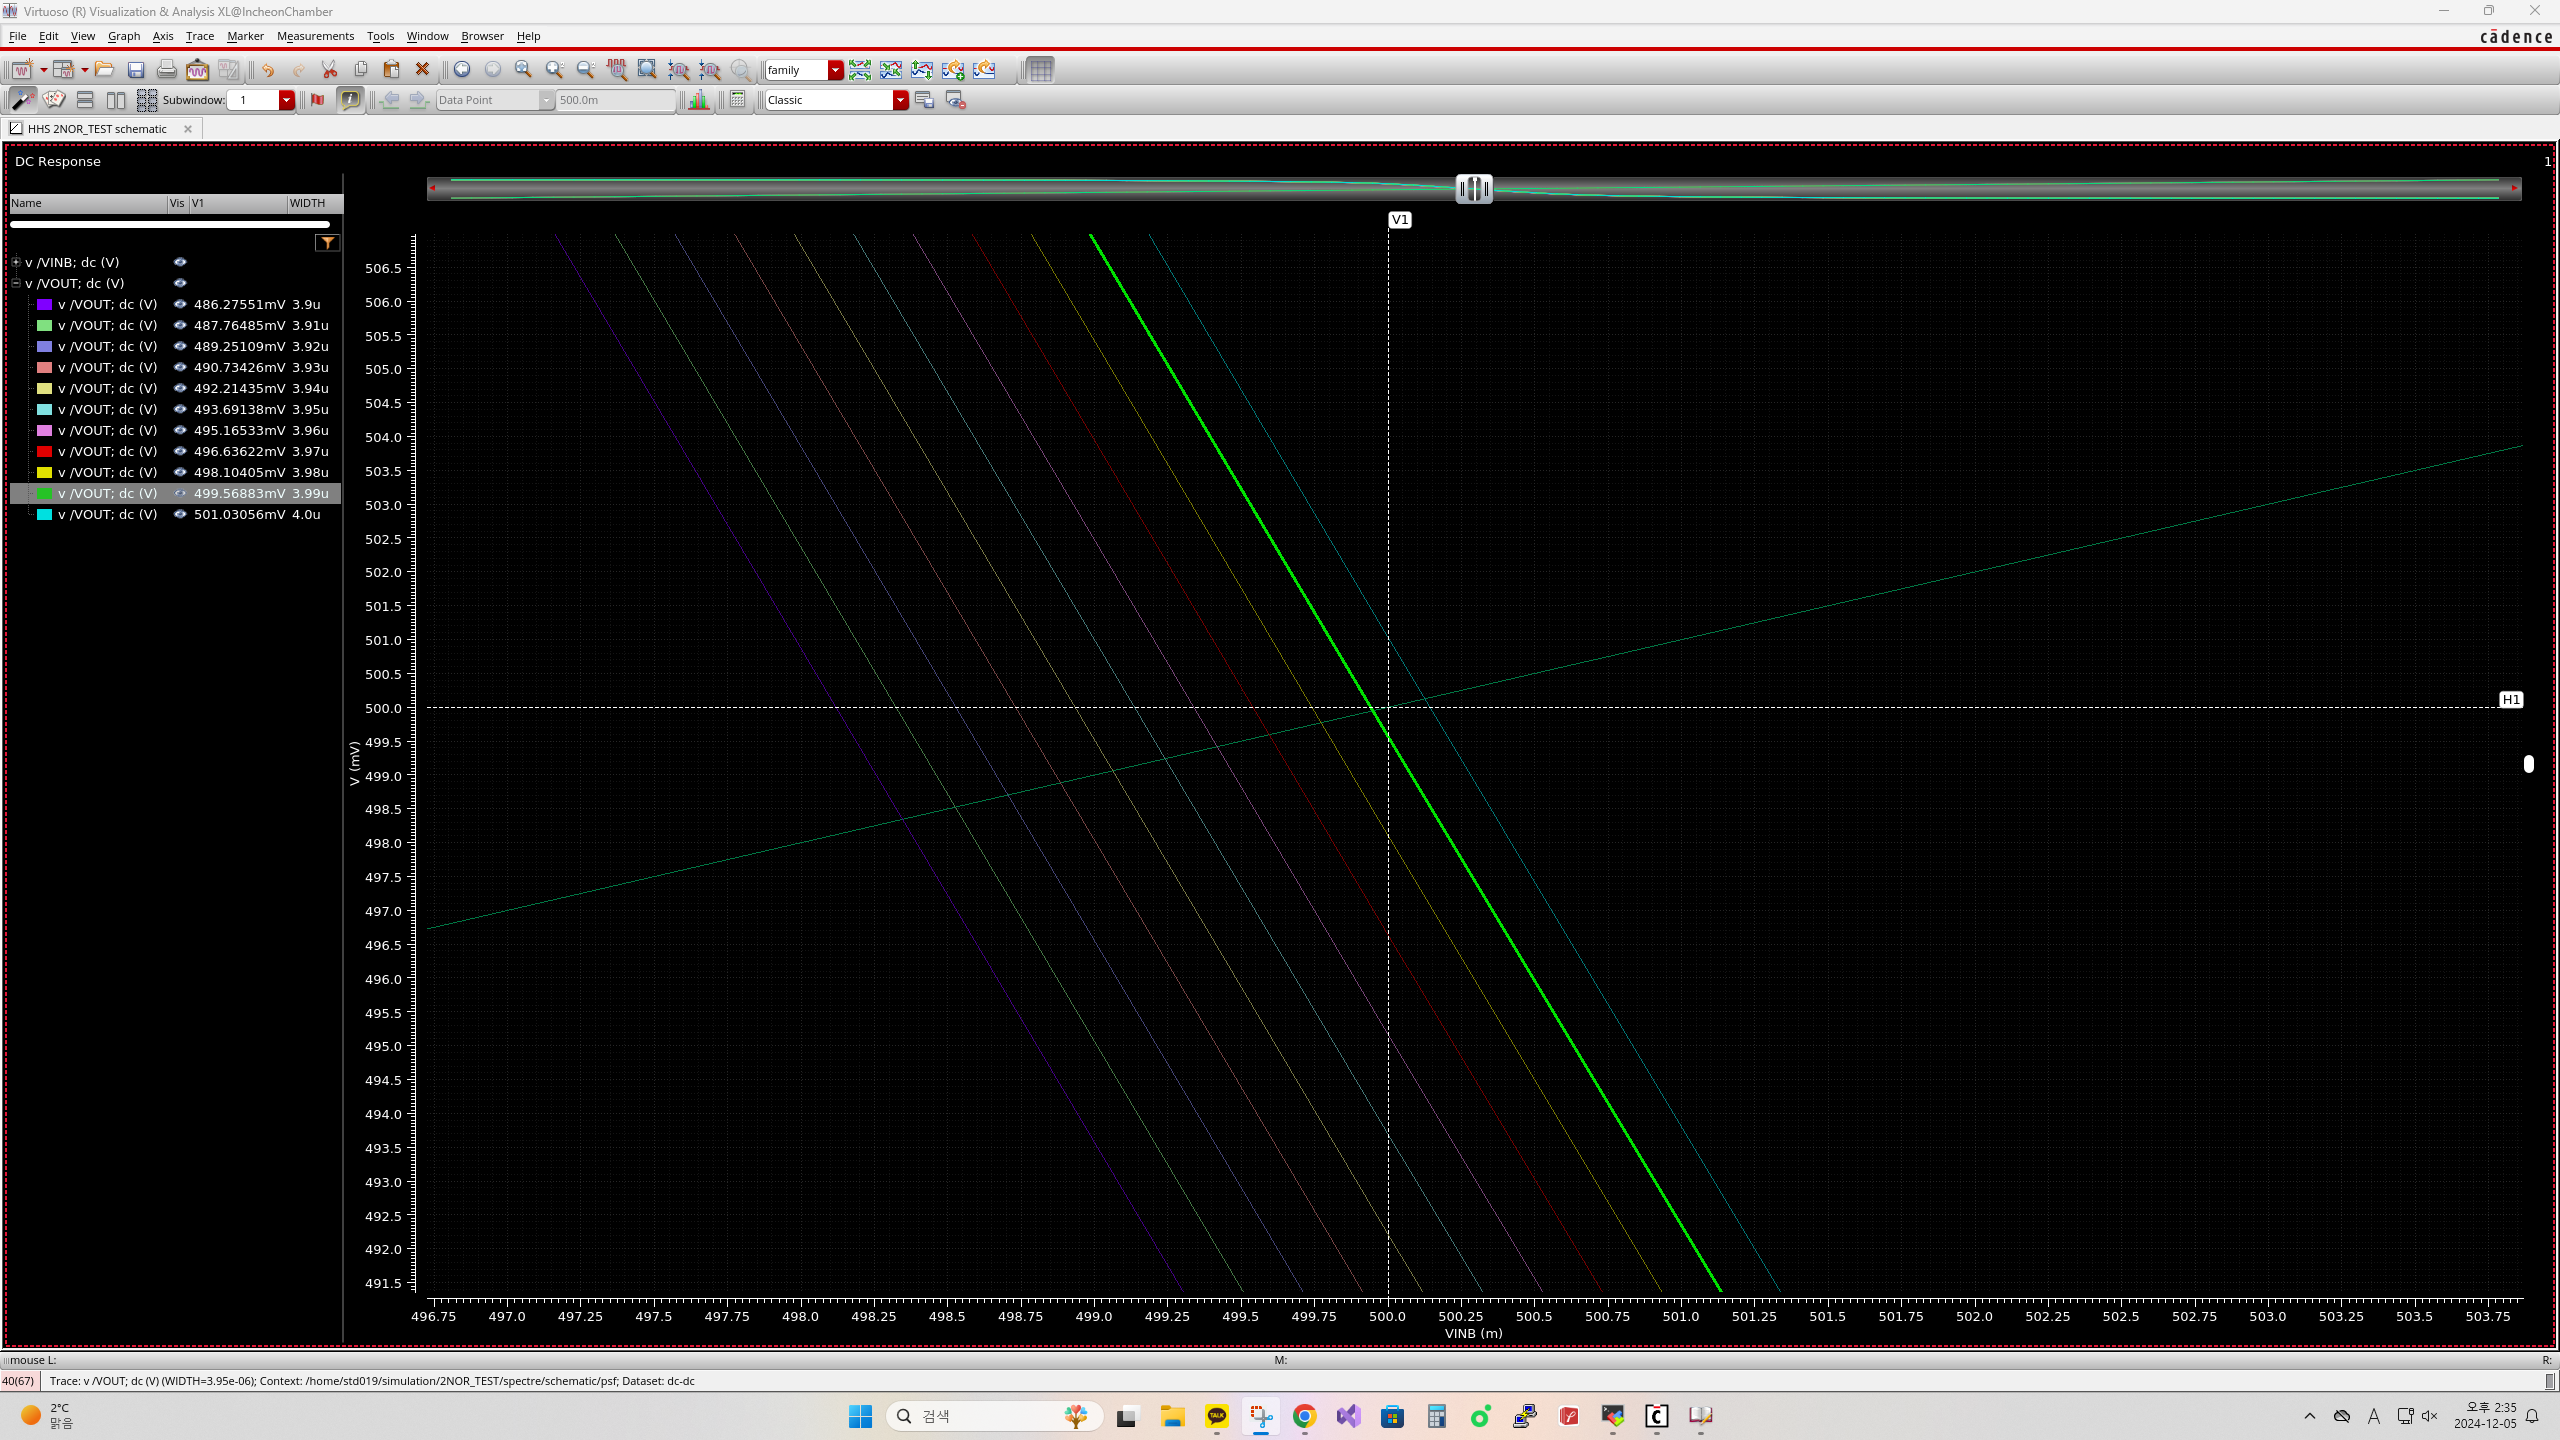 Virtuoso (R) Visualization & Analysis XL@IncheonChamber
File Edit View Graph Axis Trace Marker Measurements Tools Window Browser Help
cādence
family
Subwindow: 1 Data Point 500.0m Classic
HHS 2NOR_TEST schematic
DC Response
1
Name Vis V1 WIDTH
v /VINB; dc (V)
v /VOUT; dc (V)
v /VOUT; dc (V) 486.27551mV 3.9u
v /VOUT; dc (V) 487.76485mV 3.91u
v /VOUT; dc (V) 489.25109mV 3.92u
v /VOUT; dc (V) 490.73426mV 3.93u
v /VOUT; dc (V) 492.21435mV 3.94u
v /VOUT; dc (V) 493.69138mV 3.95u
v /VOUT; dc (V) 495.16533mV 3.96u
v /VOUT; dc (V) 496.63622mV 3.97u
v /VOUT; dc (V) 498.10405mV 3.98u
v /VOUT; dc (V) 499.56883mV 3.99u
v /VOUT; dc (V) 501.03056mV 4.0u
V1
506.5
506.0
505.5
505.0
504.5
504.0
503.5
503.0
502.5
502.0
501.5
501.0
500.5
500.0
H1
499.5
V (mV)
499.0
498.5
498.0
497.5
497.0
496.5
496.0
495.5
495.0
494.5
494.0
493.5
493.0
492.5
492.0
491.5
496.75 497.0 497.25 497.5 497.75 498.0 498.25 498.5 498.75 499.0 499.25 499.5 499.75 500.0 500.25 500.5 500.75 501.0 501.25 501.5 501.75 502.0 502.25 502.5 502.75 503.0 503.25 503.5 503.75
VINB (m)
mouse L: M: R:
40(67) Trace: v /VOUT; dc (V) (WIDTH=3.95e-06); Context: /home/std019/simulation/2NOR_TEST/spectre/schematic/psf; Dataset: dc-dc
2°C
맑음
검색
TALK
A
오후 2:35
2024-12-05